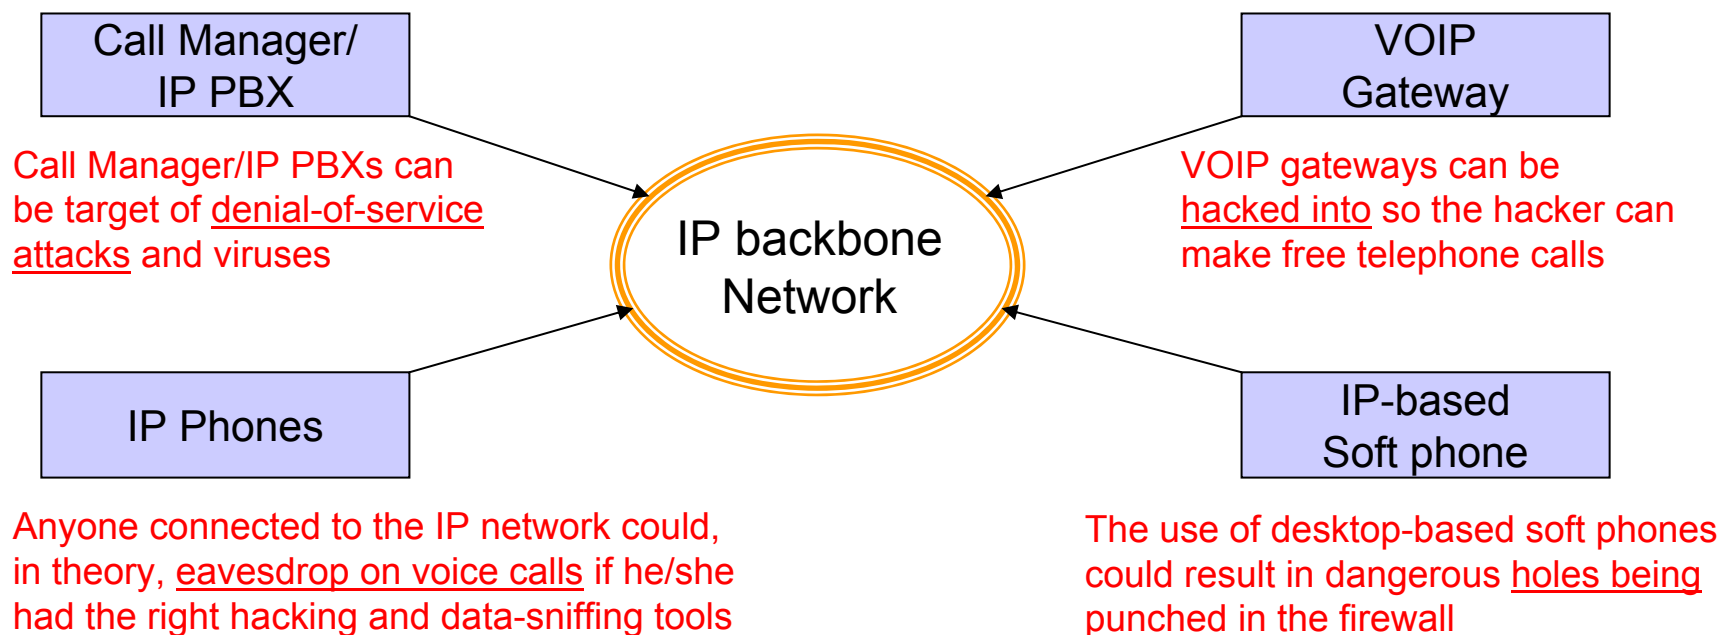 Call Manager/
IP PBX
VOIP
Gateway
Call Manager/IP PBXs can
be target of denial-of-service
attacks and viruses
VOIP gateways can be
hacked into so the hacker can
make free telephone calls
IP backbone
Network
IP Phones
IP-based
Soft phone
Anyone connected to the IP network could,
in theory, eavesdrop on voice calls if he/she
had the right hacking and data-sniffing tools
The use of desktop-based soft phones
could result in dangerous holes being
punched in the firewall